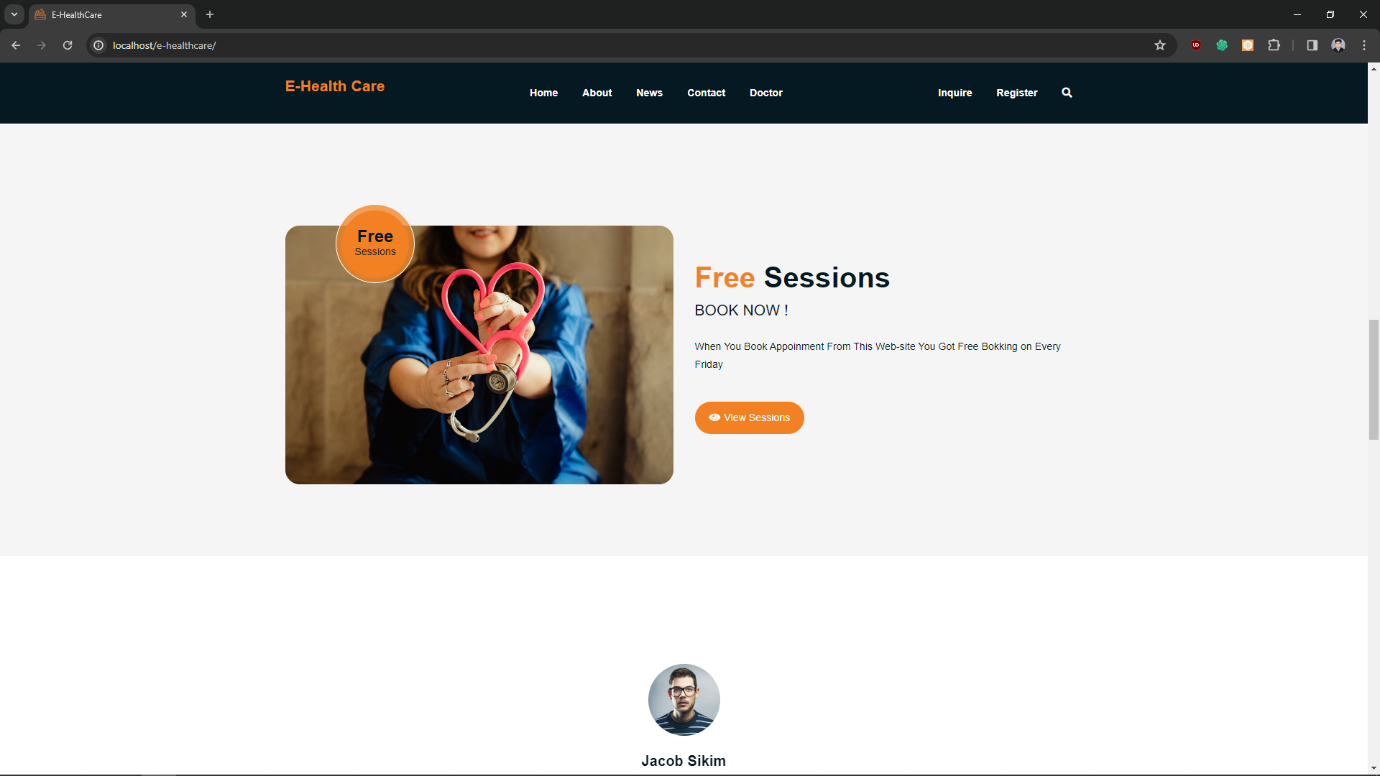 E-HealthCare
localhost/e-healthcare/
E-Health Care
Home About News Contact Doctor Inquire Register
Free
Sessions
Free Sessions
BOOK NOW !
When You Book Appoinment From This Web-site You Got Free Bokking on Every
Friday
View Sessions
Jacob Sikim